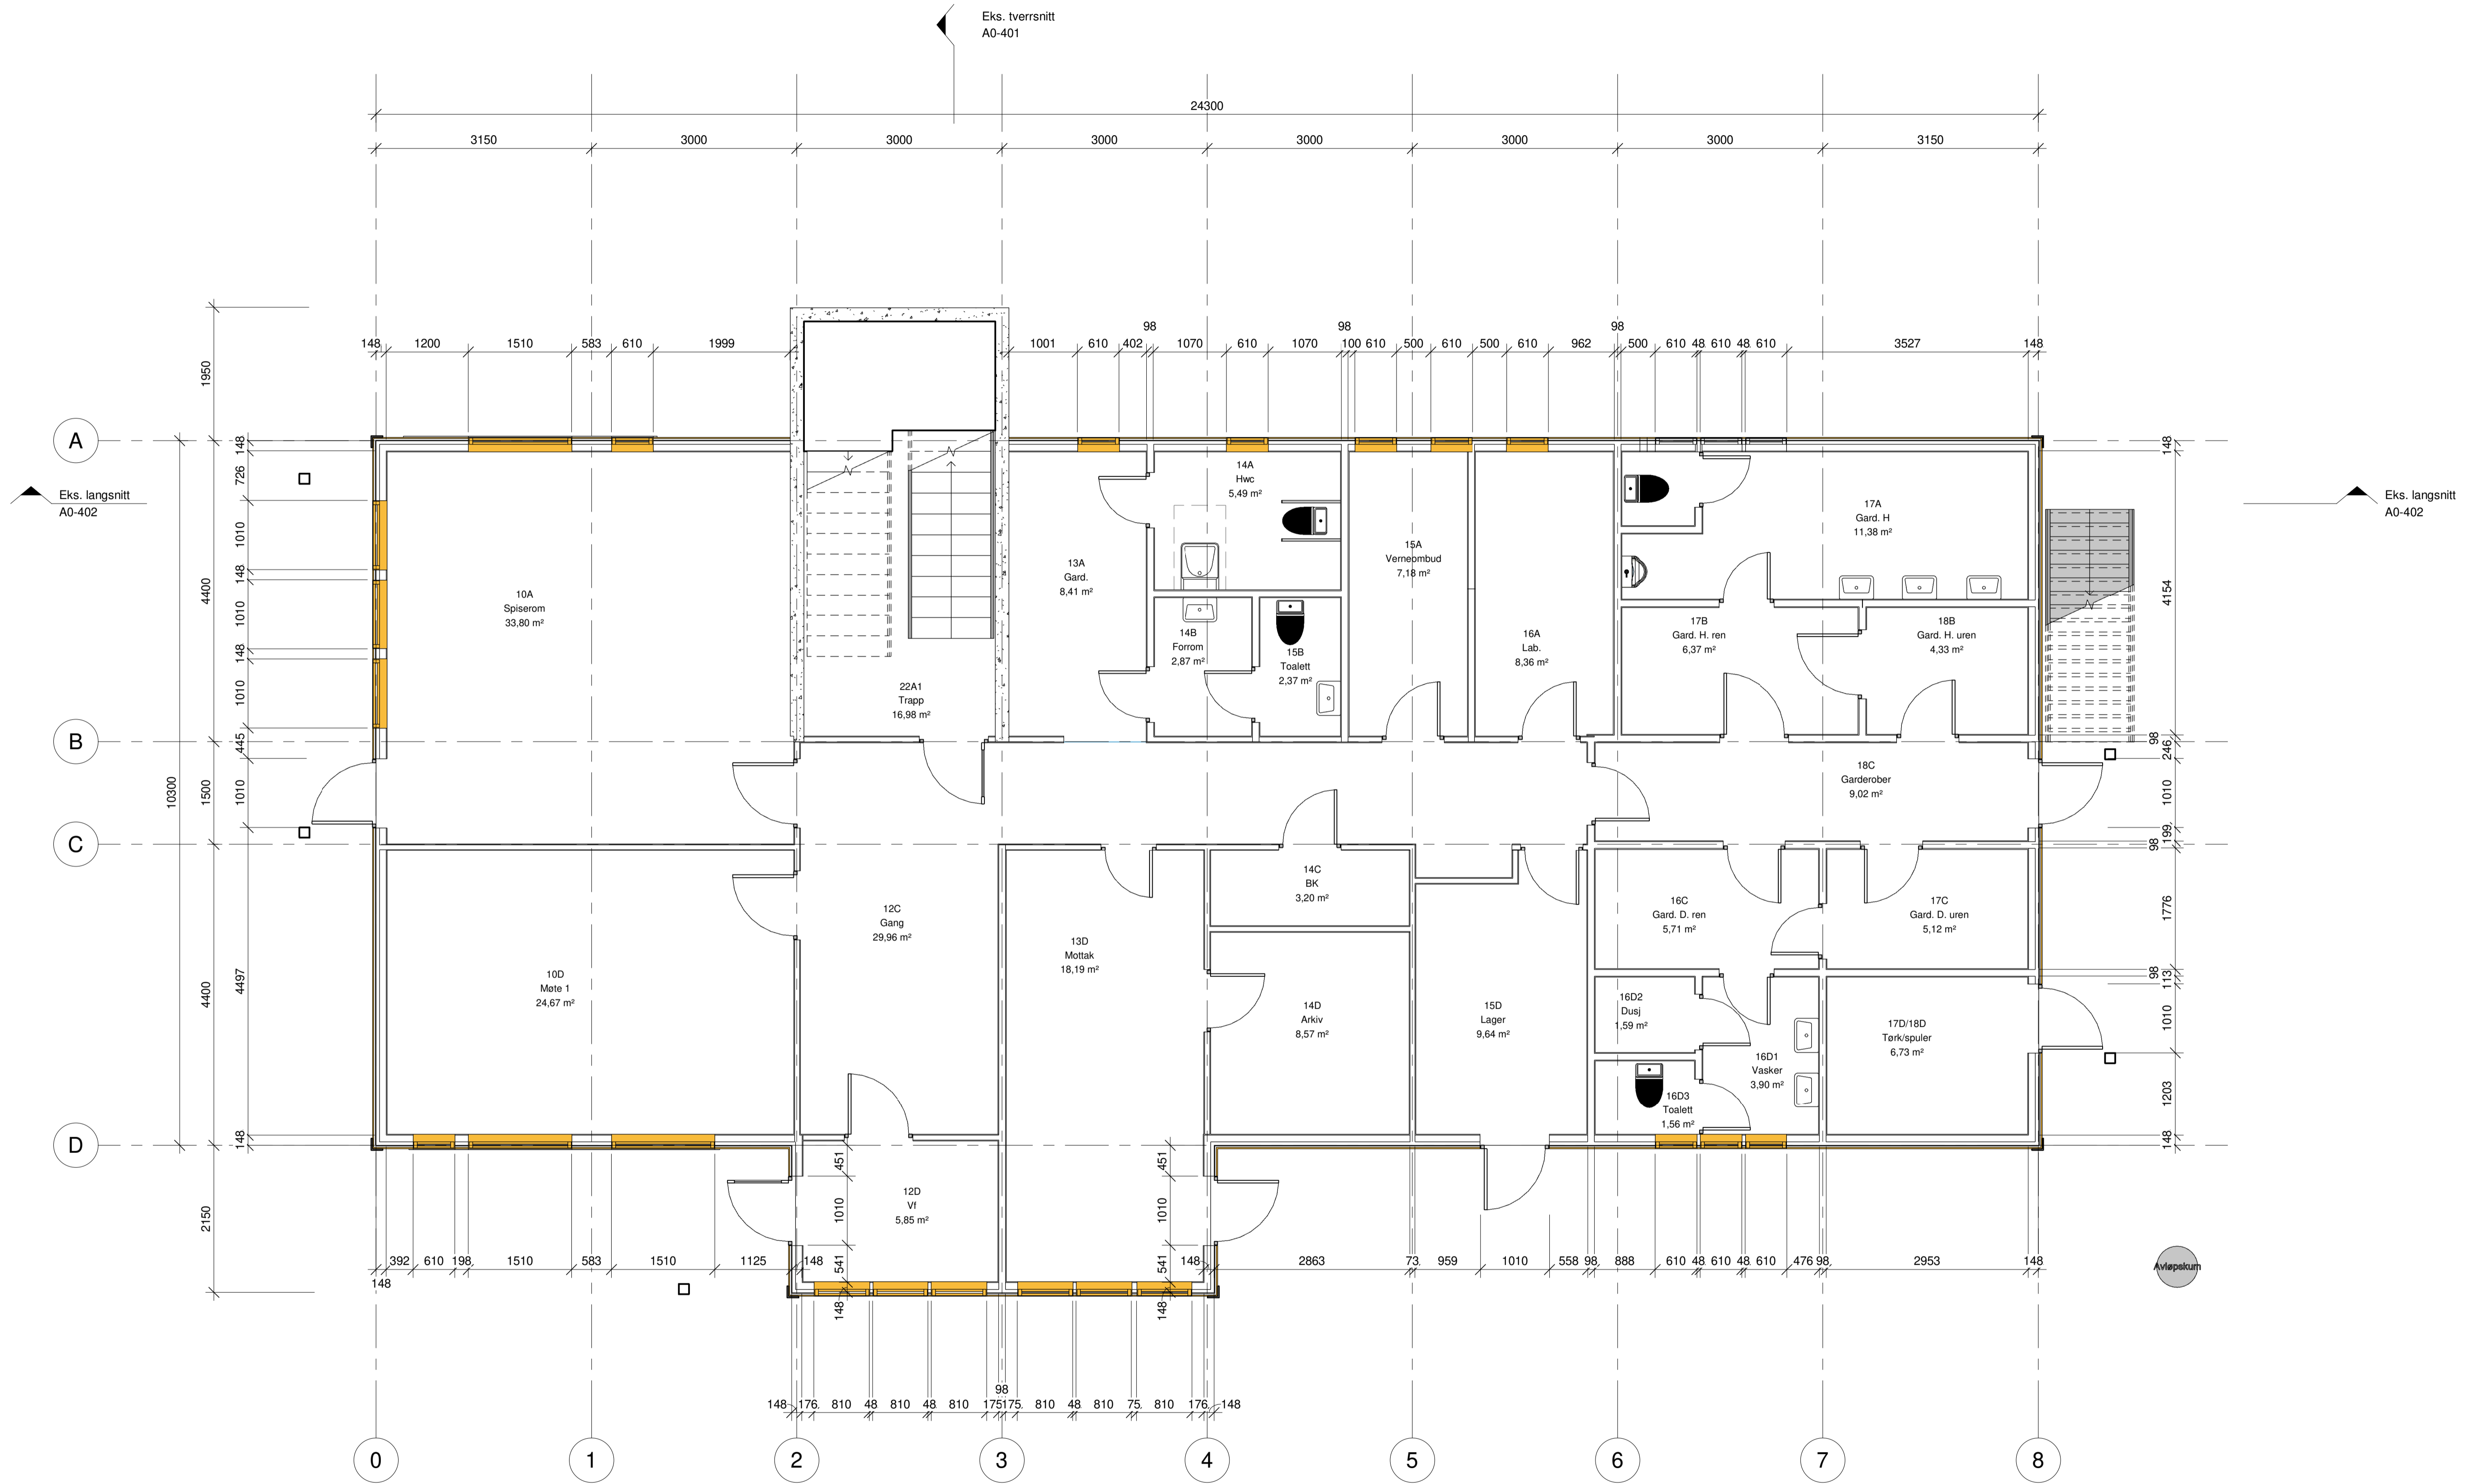 Eks. tverrsnitt
A0-401
24300
3150 3000 3000 3000 3000 3000 3000 3150
98 98 98
148 1200 1510 583 610 1999 1001 610 402 1070 610 1070 100 610 500 610 500 610 962 500 610 48 610 48 610 3527 148
1950
A
148
726
1010
148
1010
148
1010
445
1010
4497
148
4400
1500
10300
4400
2150
B
C
D
Eks. langsnitt
A0-402
Eks. langsnitt
A0-402
10A
Spiserom
33,80 m²
22A1
Trapp
16,98 m²
13A
Gard.
8,41 m²
14A
Hwc
5,49 m²
14B
Forrom
2,87 m²
15B
Toalett
2,37 m²
15A
Verneombud
7,18 m²
16A
Lab.
8,36 m²
17A
Gard. H
11,38 m²
17B
Gard. H. ren
6,37 m²
18B
Gard. H. uren
4,33 m²
18C
Garderober
9,02 m²
10D
Møte 1
24,67 m²
12C
Gang
29,96 m²
13D
Mottak
18,19 m²
14C
BK
3,20 m²
14D
Arkiv
8,57 m²
15D
Lager
9,64 m²
16C
Gard. D. ren
5,71 m²
17C
Gard. D. uren
5,12 m²
16D2
Dusj
1,59 m²
16D1
Vasker
3,90 m²
16D3
Toalett
1,56 m²
17D/18D
Tørk/spuler
6,73 m²
12D
Vf
5,85 m²
148
4154
98
246
1010
199
98
1776
98
113
1010
1203
148
451
1010
541
148
451
1010
541
148
392 610 198 1510 583 1510 1125 148 148 2863 73 959 1010 558 98 888 610 48 610 48 610 476 98 2953 148
148
Avløpskum
98
148 176 810 48 810 48 810 175 175 810 48 810 75 810 176 148
0 1 2 3 4 5 6 7 8